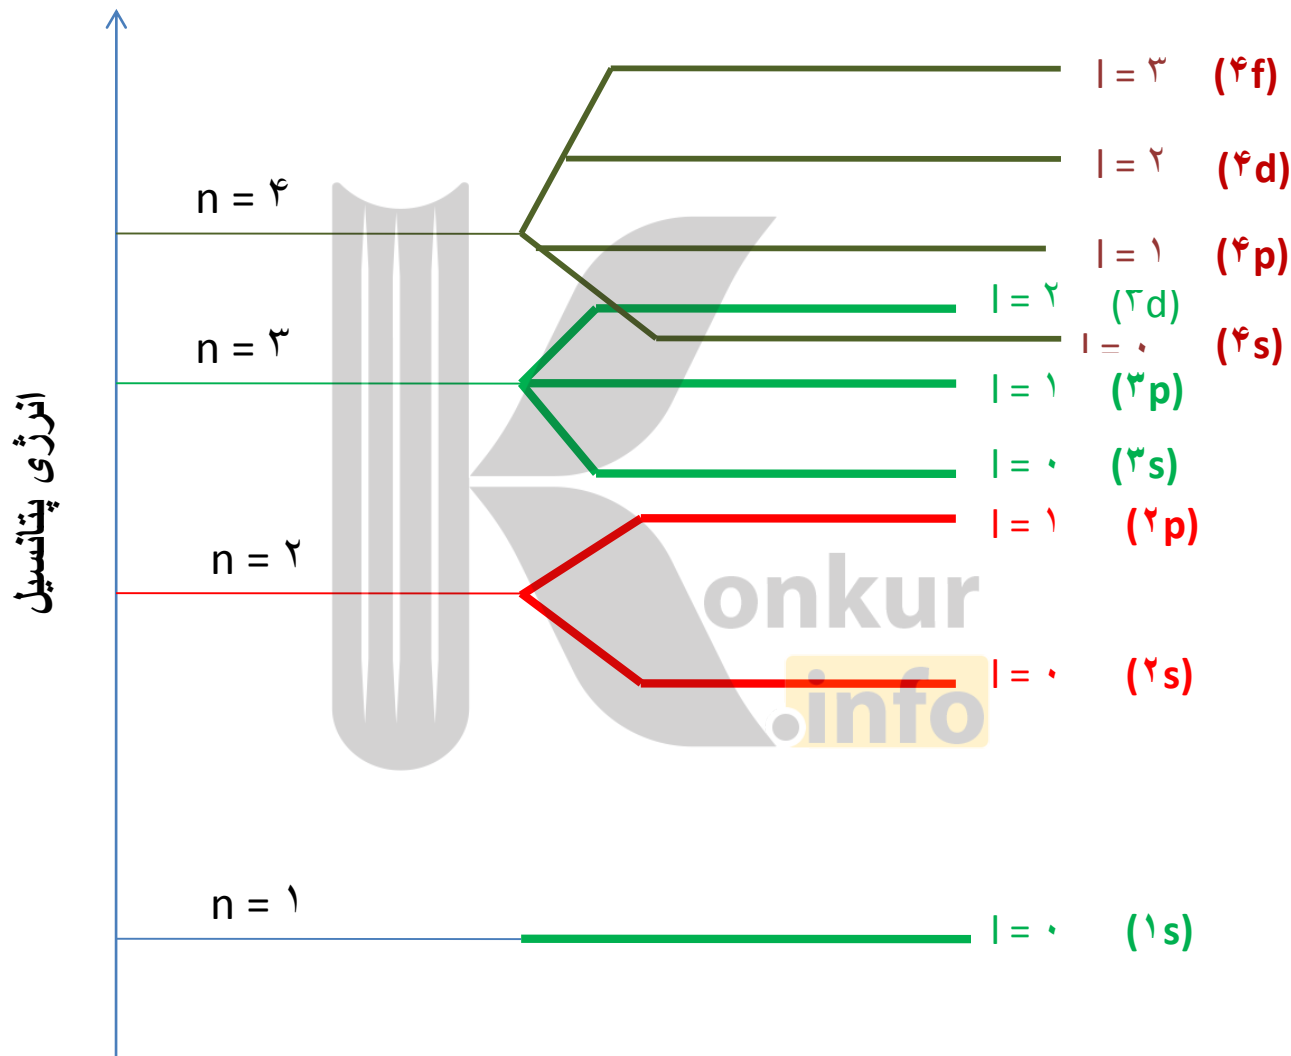 l = ۳ (۴f)
l = ۲ (۴d)
n = ۴
l = ۱ (۴p)
l = ۲ (۳d)
l = ۰ (۴s)
n = ۳
l = ۱ (۳p)
l = ۰ (۳s)
انرژی پتانسیل
l = ۱ (۲p)
n = ۲
onkur
l = ۰ (۲s)
.info
n = ۱
l = ۰ (۱s)